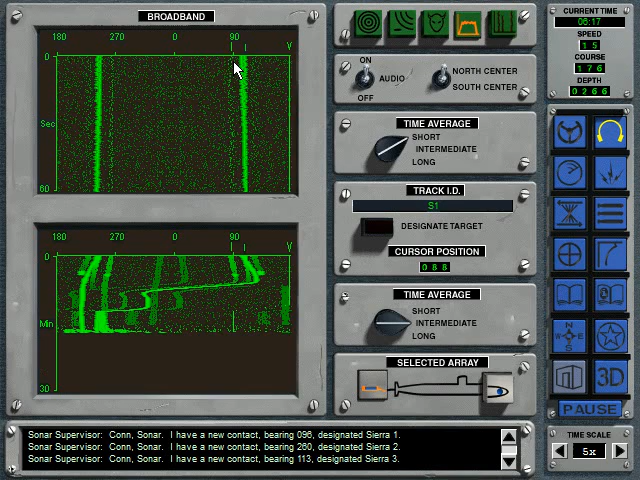 BROADBAND
180 270 0 90 V
0
Sec
60
180 270 0 90 V
0
Min
30
ON
AUDIO
OFF
NORTH CENTER
SOUTH CENTER
TIME AVERAGE
SHORT
INTERMEDIATE
LONG
TRACK I.D.
S1
DESIGNATE TARGET
CURSOR POSITION
088
TIME AVERAGE
SHORT
INTERMEDIATE
LONG
SELECTED ARRAY
CURRENT TIME
06:17
SPEED
15
COURSE
176
DEPTH
0266
N
W E
S
3D
PAUSE
TIME SCALE
5x
Sonar Supervisor: Conn, Sonar. I have a new contact, bearing 096, designated Sierra 1.
Sonar Supervisor: Conn, Sonar. I have a new contact, bearing 260, designated Sierra 2.
Sonar Supervisor: Conn, Sonar. I have a new contact, bearing 113, designated Sierra 3.